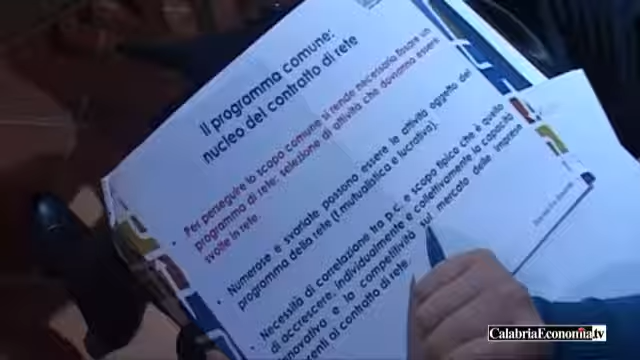 Il programma comune:
nucleo del contratto di rete
• Per perseguire lo scopo comune si rende necessario fissare un
programma di rete: selezione di attività che dovranno essere
svolte in rete.
• Numerose e svariate possono essere le attività oggetto del
programma della rete (f.mutualistica e lucrativa).
• Necessità di correlazione tra p.c. e scopo tipico che è quello
di accrescere, individualmente e collettivamente la capacità
innovativa e la competitività sul mercato delle imprese
contratto di rete.
CalabriaEconomia.tv